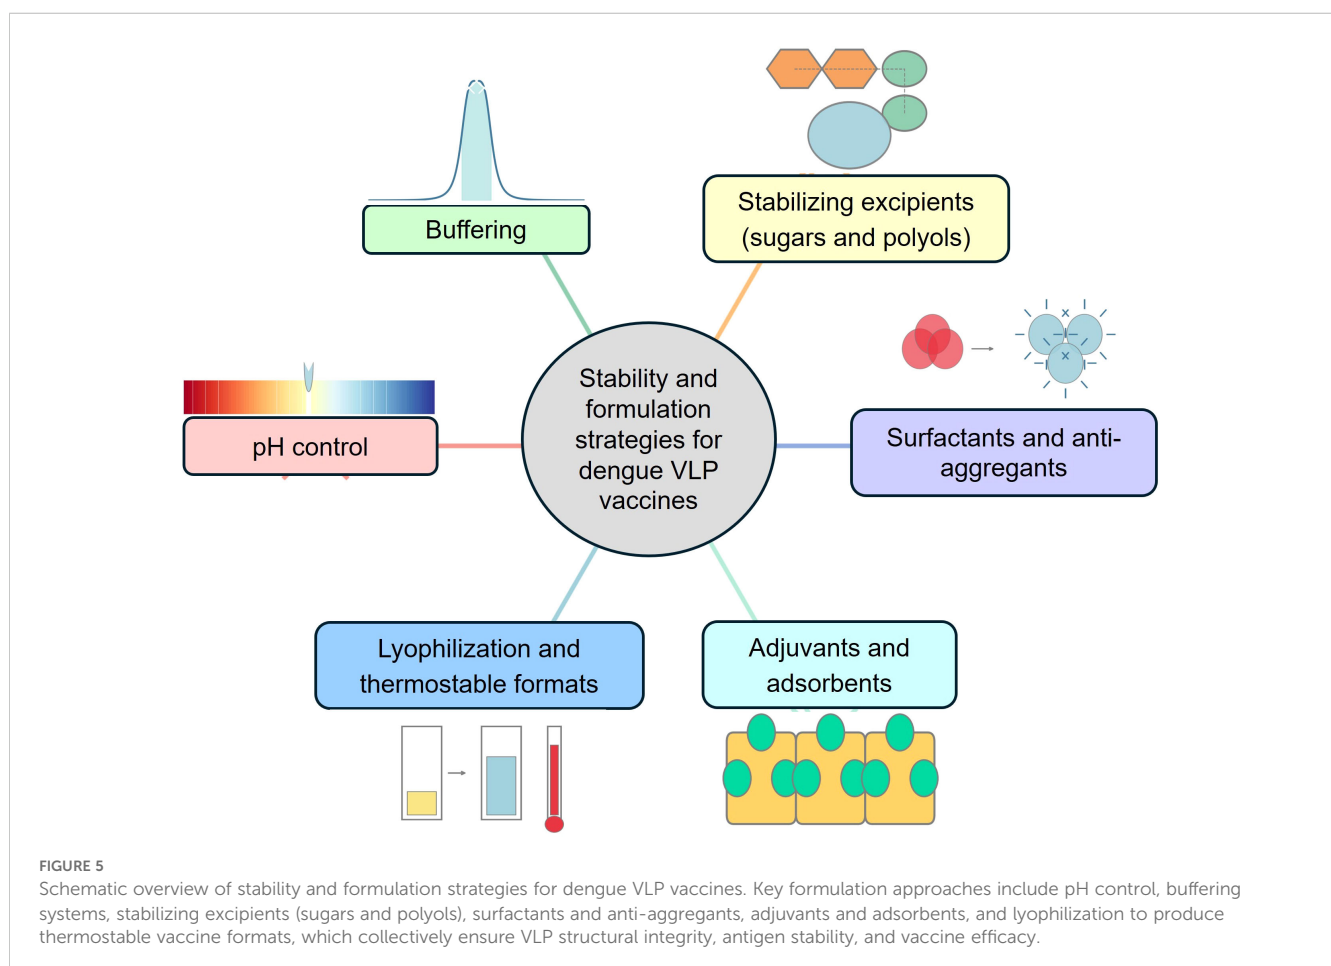 Buffering
Stabilizing excipients
(sugars and polyols)
pH control
Stability and
formulation
strategies for
dengue VLP
vaccines
Surfactants and anti-
aggregants
Lyophilization and
thermostable formats
Adjuvants and
adsorbents
FIGURE 5
Schematic overview of stability and formulation strategies for dengue VLP vaccines. Key formulation approaches include pH control, buffering
systems, stabilizing excipients (sugars and polyols), surfactants and anti-aggregants, adjuvants and adsorbents, and lyophilization to produce
thermostable vaccine formats, which collectively ensure VLP structural integrity, antigen stability, and vaccine efficacy.